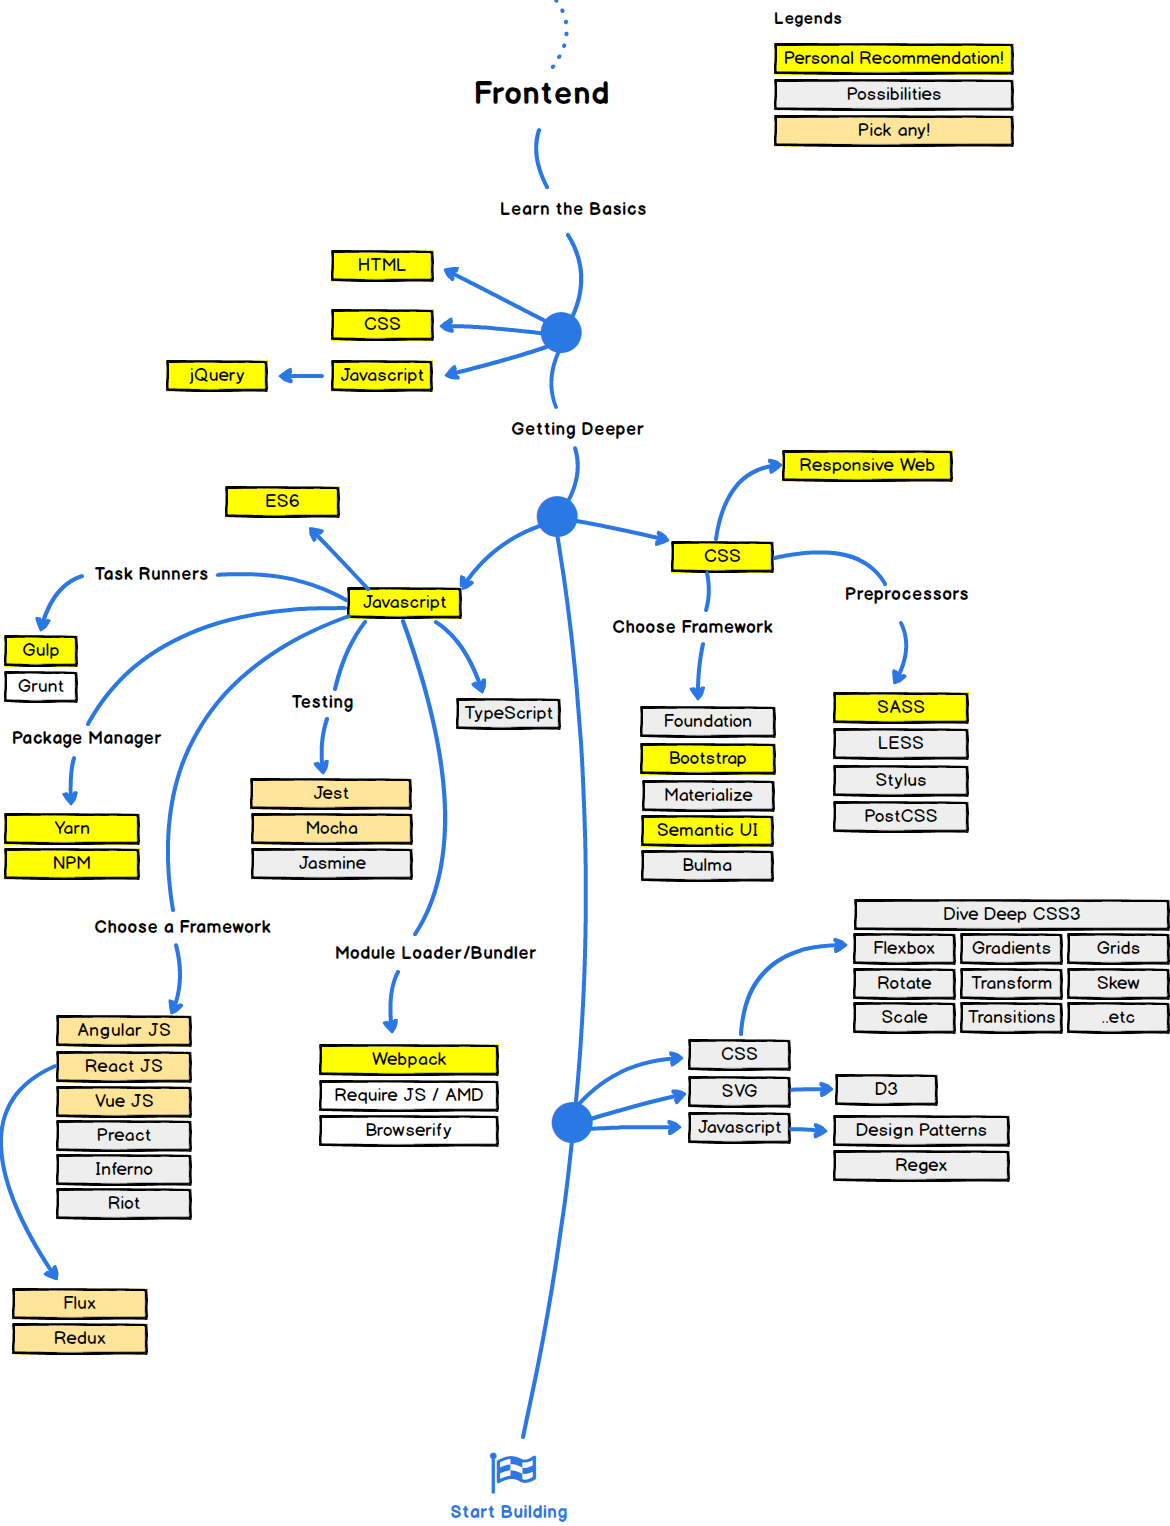 Legends
Personal Recommendation!
Possibilities
Pick any!
Frontend
Learn the Basics
HTML
CSS
jQuery
Javascript
Getting Deeper
Responsive Web
ES6
CSS
Task Runners
Javascript
Preprocessors
Choose Framework
Gulp
Grunt
Testing
TypeScript
Package Manager
Foundation
Bootstrap
Materialize
Semantic UI
Bulma
SASS
LESS
Stylus
PostCSS
Jest
Mocha
Jasmine
Yarn
NPM
Choose a Framework
Module Loader/Bundler
Dive Deep CSS3
Flexbox
Gradients
Grids
Rotate
Transform
Skew
Scale
Transitions
..etc
Angular JS
React JS
Vue JS
Preact
Inferno
Riot
Webpack
Require JS / AMD
Browserify
CSS
SVG
D3
Javascript
Design Patterns
Regex
Flux
Redux
Start Building